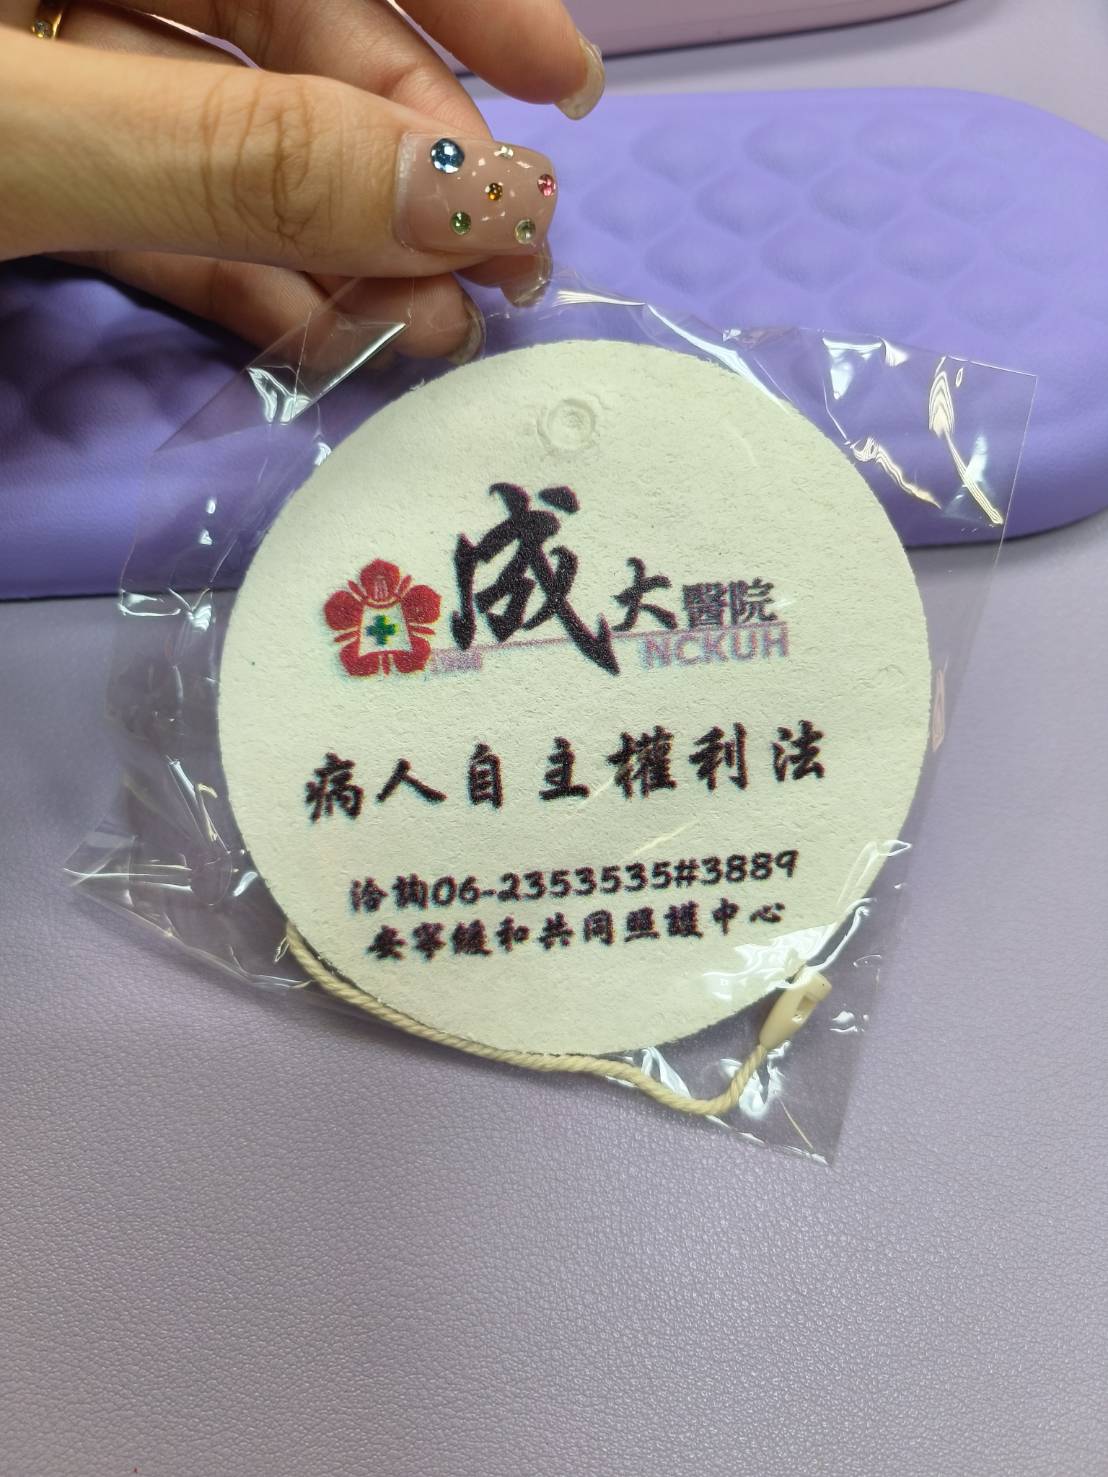 成大醫院
NCKUH
病人自主權利法
洽詢06-2353535#3889
安寧緩和共同照護中心